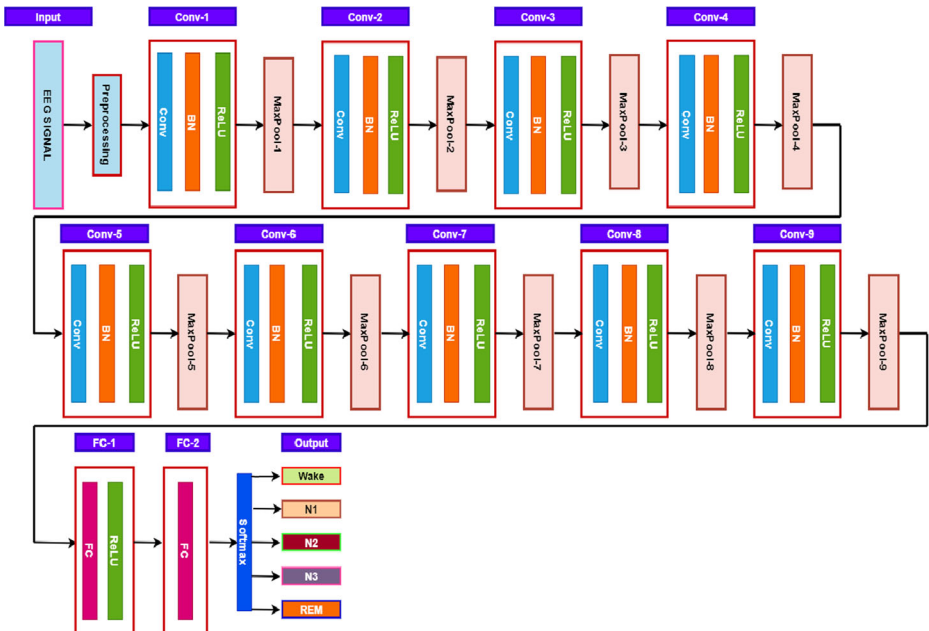 Input
Conv-1
Conv-2
Conv-3
Conv-4
EEG SIGNAL
Preprocessing
Conv
BN
ReLU
MaxPool-1
Conv
BN
ReLU
MaxPool-2
Conv
BN
ReLU
MaxPool-3
Conv
BN
ReLU
MaxPool-4
Conv-5
Conv-6
Conv-7
Conv-8
Conv-9
Conv
BN
ReLU
MaxPool-5
Conv
BN
ReLU
MaxPool-6
Conv
BN
ReLU
MaxPool-7
Conv
BN
ReLU
MaxPool-8
Conv
BN
ReLU
MaxPool-9
FC-1
FC-2
Output
FC
ReLU
FC
Softmax
Wake
N1
N2
N3
REM